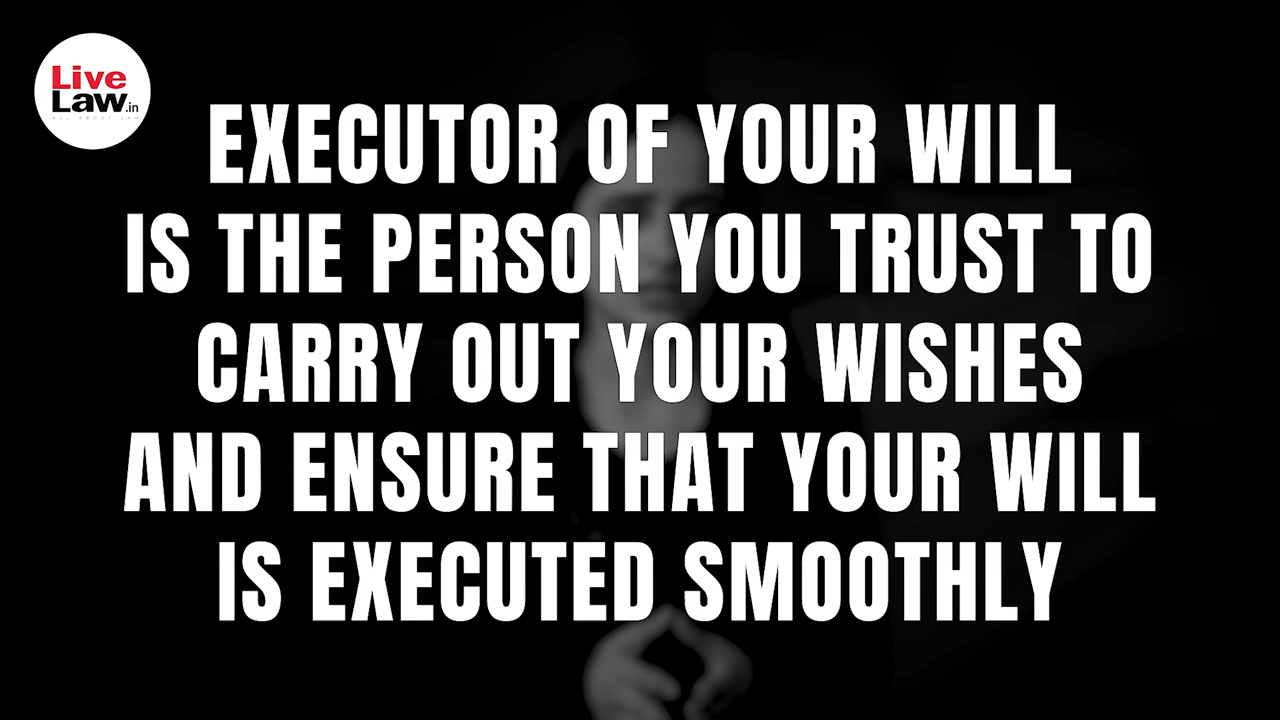 Live
Law.in
ALL ABOUT LAW
EXECUTOR OF YOUR WILL
IS THE PERSON YOU TRUST TO
CARRY OUT YOUR WISHES
AND ENSURE THAT YOUR WILL
IS EXECUTED SMOOTHLY